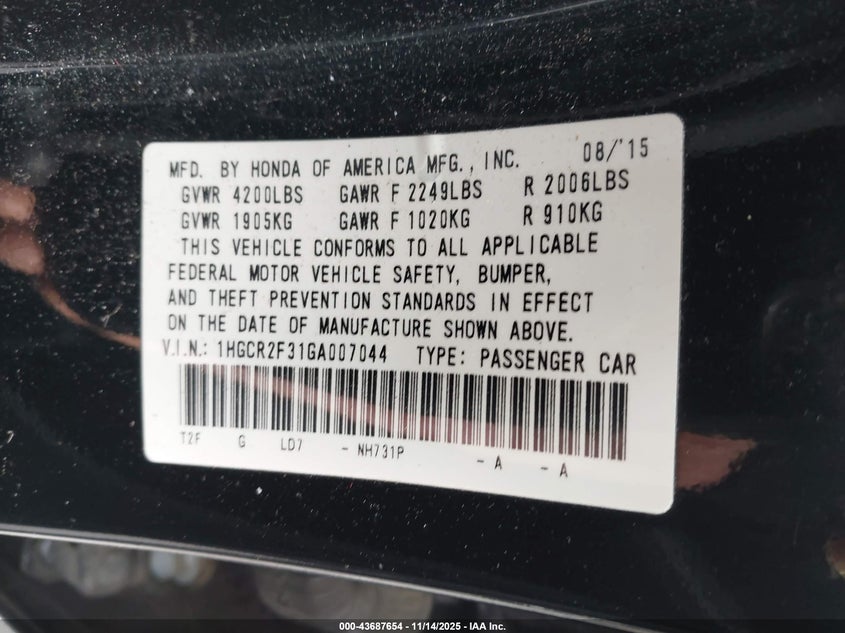 MFD. BY HONDA OF AMERICA MFG., INC. 08/'15
GVWR 4200LBS GAWR F 2249LBS R 2006LBS
GVWR 1905KG GAWR F 1020KG R 910KG
THIS VEHICLE CONFORMS TO ALL APPLICABLE
FEDERAL MOTOR VEHICLE SAFETY, BUMPER,
AND THEFT PREVENTION STANDARDS IN EFFECT
ON THE DATE OF MANUFACTURE SHOWN ABOVE.
V.I.N.: 1HGCR2F31GA007044 TYPE: PASSENGER CAR
T2F G LD7 - NH731P - A - A
000-43687654 - 11/14/2025 - IAA Inc.